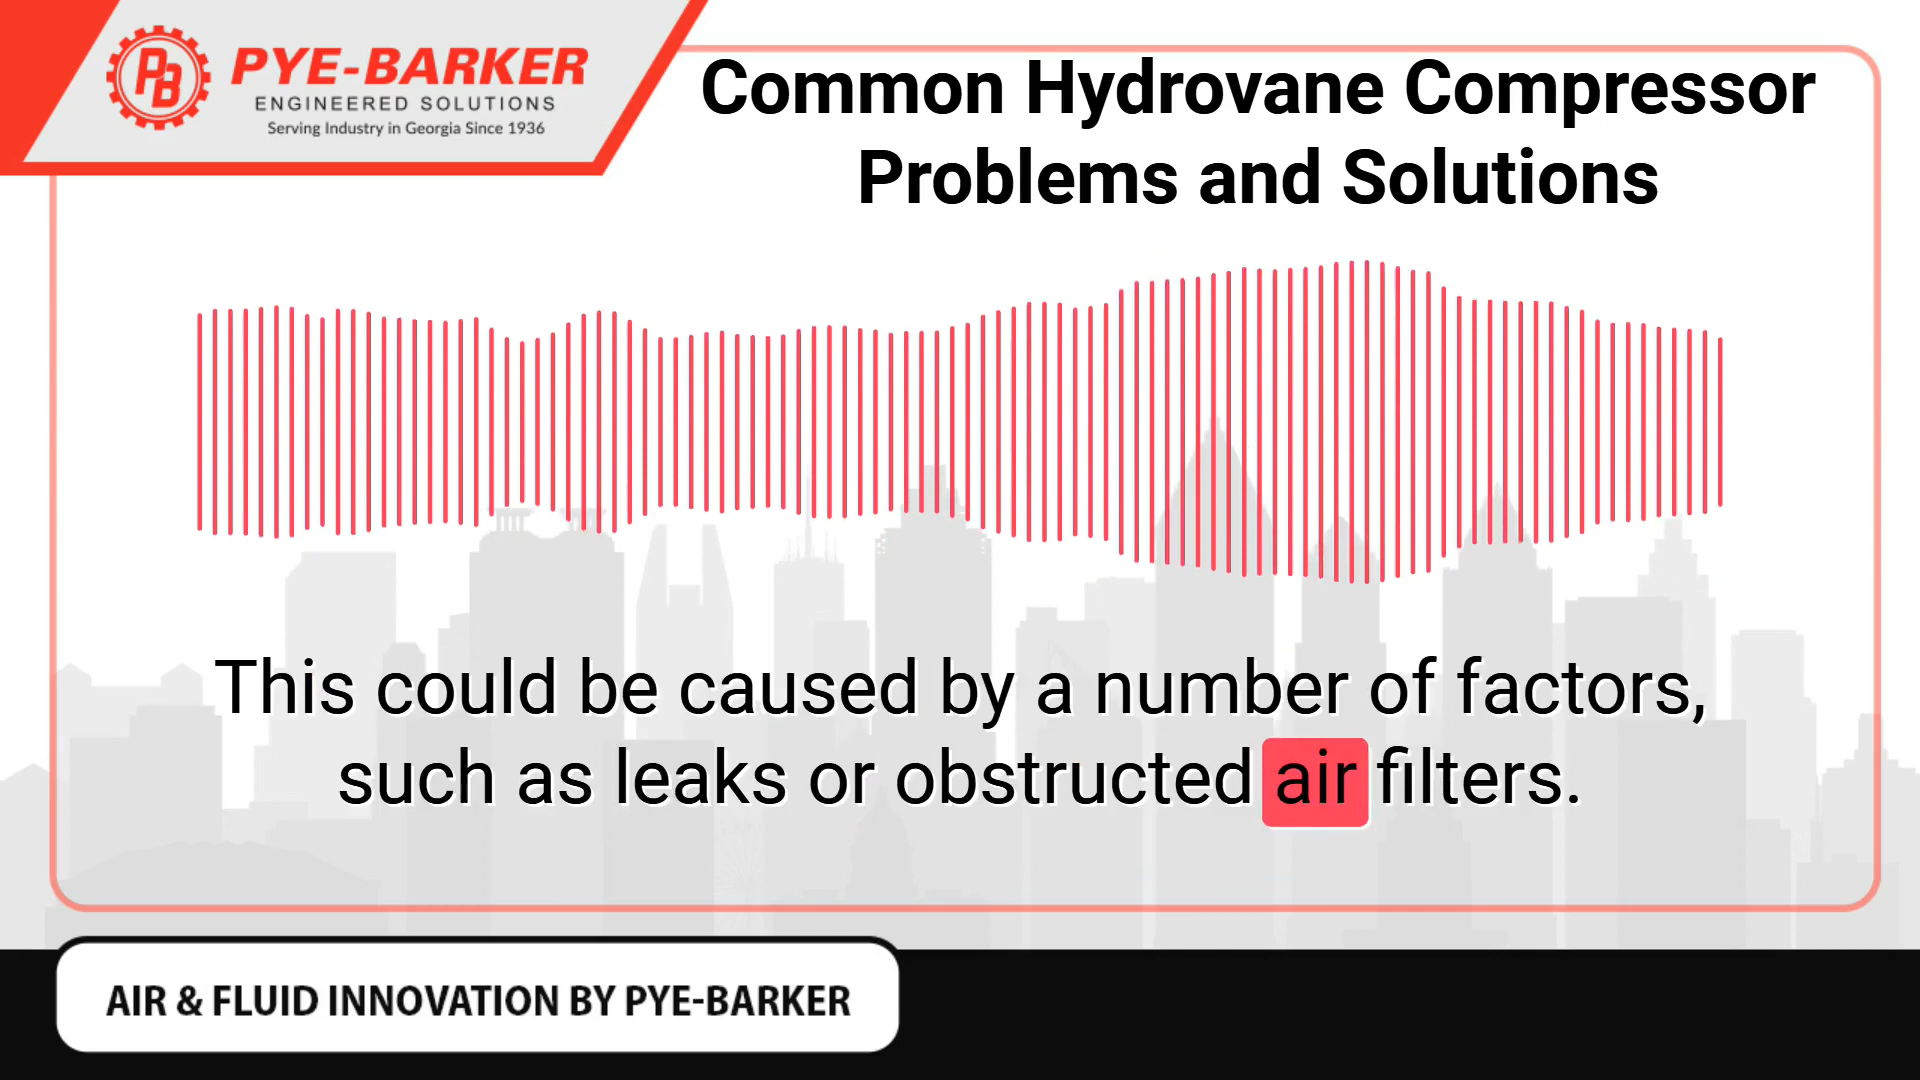 PB
PYE-BARKER
ENGINEERED SOLUTIONS
Serving Industry in Georgia Since 1936
Common Hydrovane Compressor
Problems and Solutions
This could be caused by a number of factors,
such as leaks or obstructed air filters.
AIR & FLUID INNOVATION BY PYE-BARKER